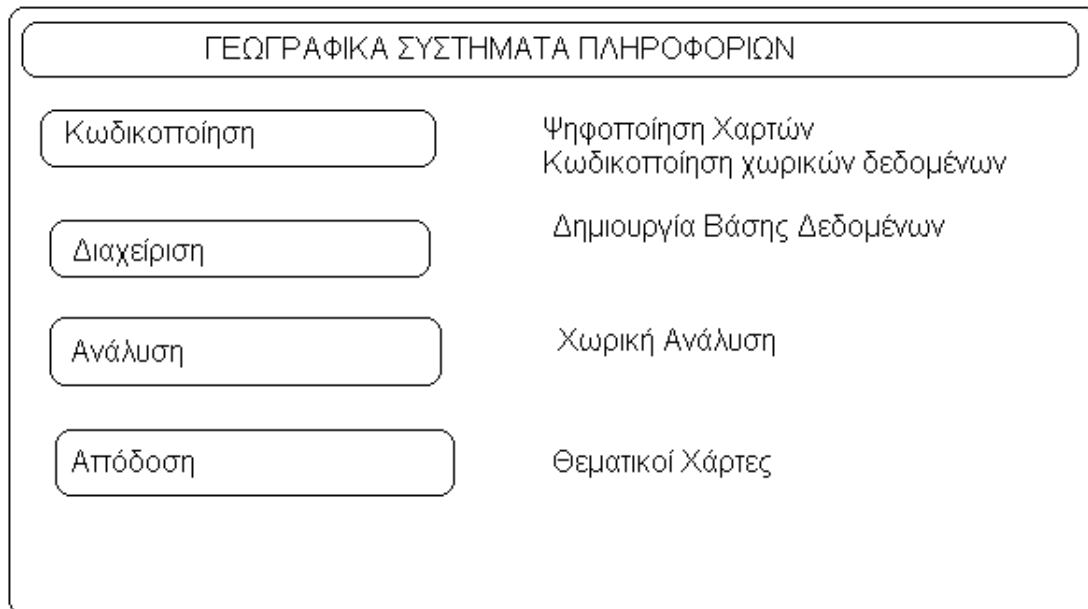 ΓΕΩΓΡΑΦΙΚΑ ΣΥΣΤΗΜΑΤΑ ΠΛΗΡΟΦΟΡΙΩΝ
Κωδικοποίηση
Ψηφοποίηση Χαρτών
Κωδικοποίηση χωρικών δεδομένων
Διαχείριση
Δημιουργία Βάσης Δεδομένων
Ανάλυση
Χωρική Ανάλυση
Απόδοση
Θεματικοί Χάρτες